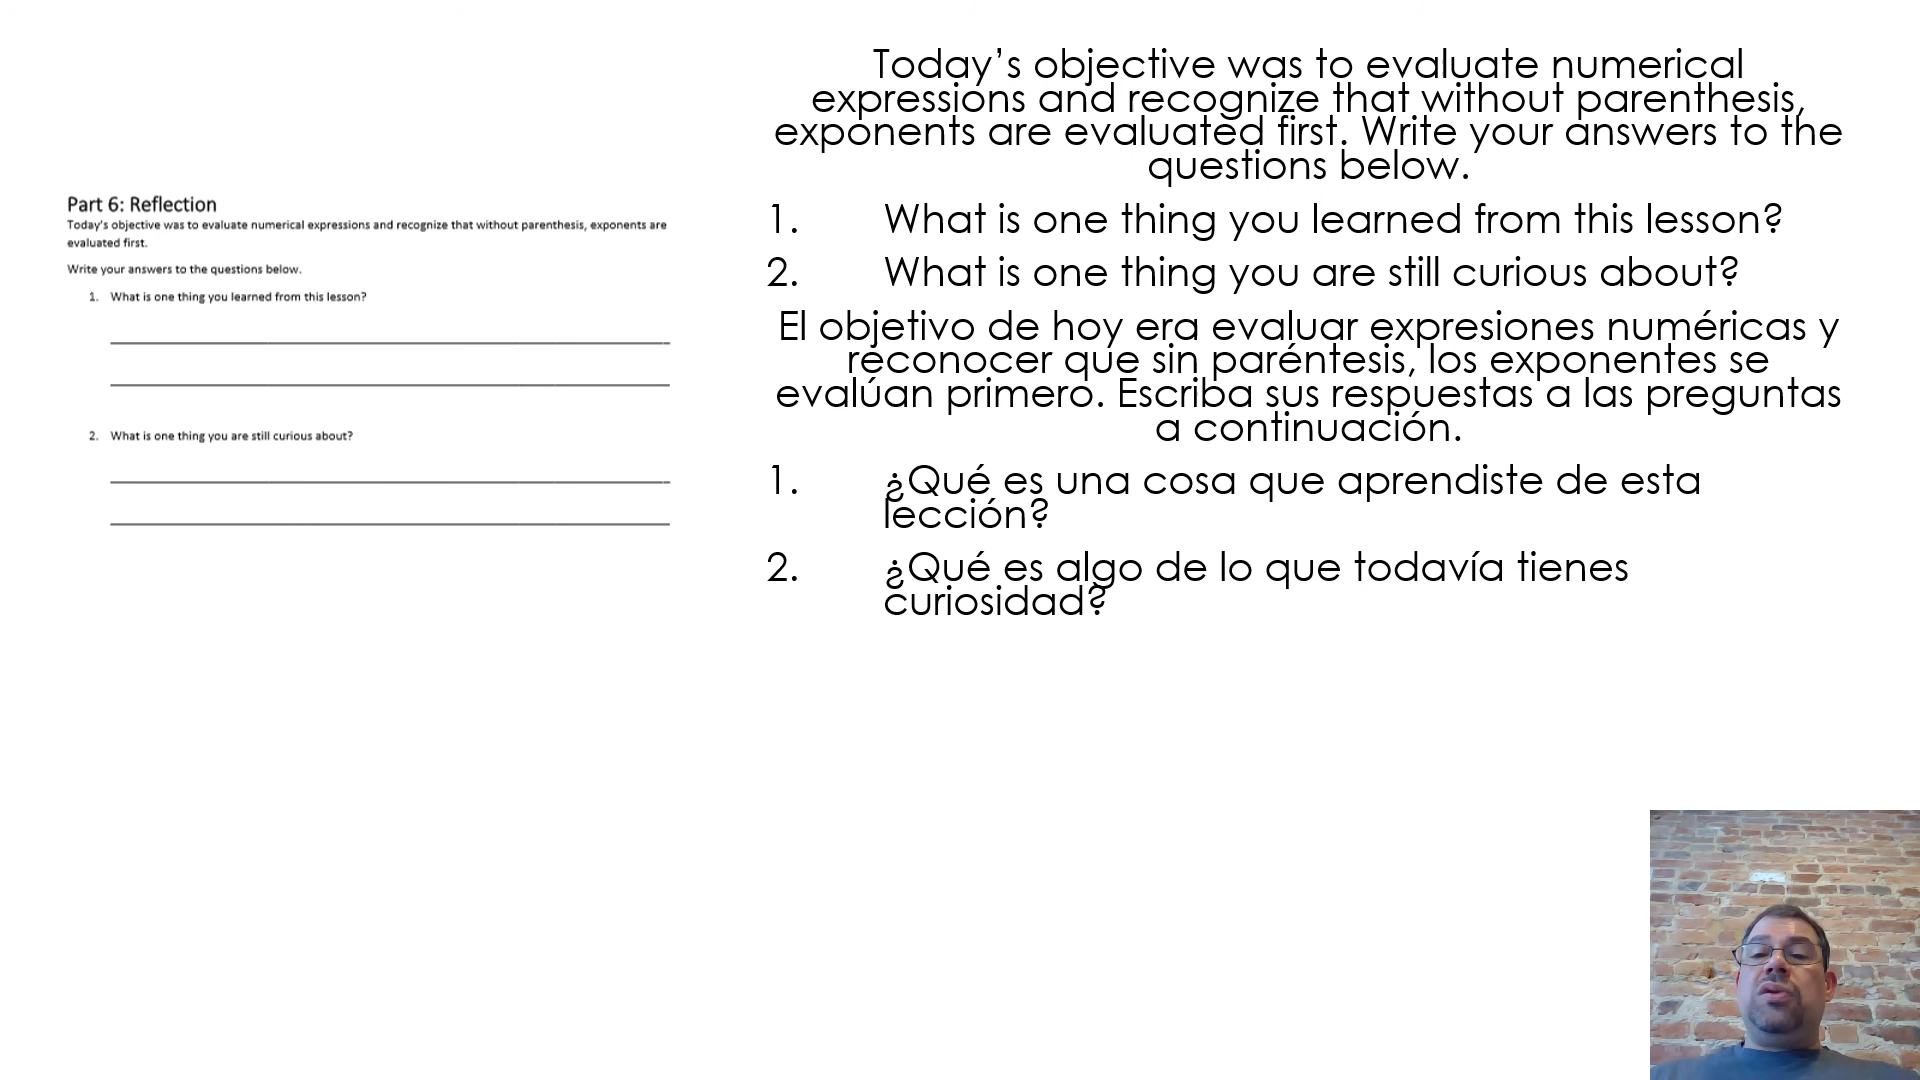 Part 6: Reflection
Today's objective was to evaluate numerical expressions and recognize that without parenthesis, exponents are
evaluated first.
Write your answers to the questions below.
1. What is one thing you learned from this lesson?
2. What is one thing you are still curious about?
Today’s objective was to evaluate numerical
expressions and recognize that without parenthesis,
exponents are evaluated first. Write your answers to the
questions below.
1. What is one thing you learned from this lesson?
2. What is one thing you are still curious about?
El objetivo de hoy era evaluar expresiones numéricas y
reconocer que sin paréntesis, los exponentes se
evalúan primero. Escriba sus respuestas a las preguntas
a continuación.
1. ¿Qué es una cosa que aprendiste de esta
lección?
2. ¿Qué es algo de lo que todavía tienes
curiosidad?